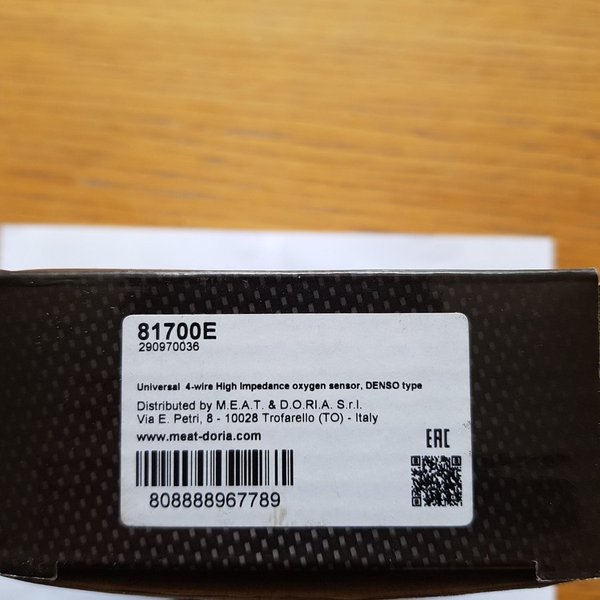 81700E
290970036
Universal 4-wire High Impedance oxygen sensor, DENSO type
Distributed by M.E.A.T. & D.O.RI.A. S.r.l.
Via E. Petri, 8 - 10028 Trofarello (TO) - Italy
www.meat-doria.com
EAC
808888967789